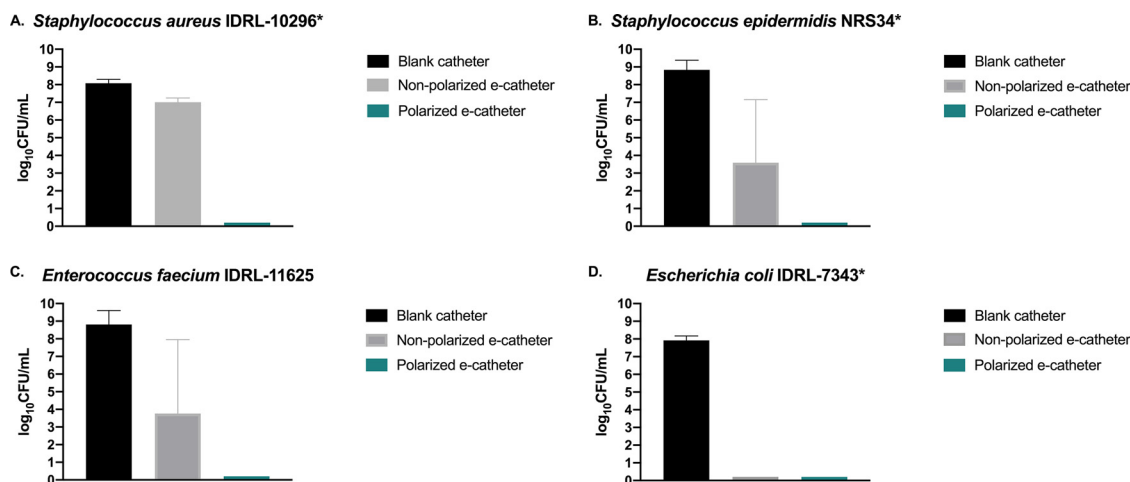 A. Staphylococcus aureus IDRL-10296*
10
9
8
7
6
5
4
3
2
1
0
log₁₀CFU/mL
Blank catheter
Non-polarized e-catheter
Polarized e-catheter
B. Staphylococcus epidermidis NRS34*
10
9
8
7
6
5
4
3
2
1
0
log₁₀CFU/mL
Blank catheter
Non-polarized e-catheter
Polarized e-catheter
C. Enterococcus faecium IDRL-11625
10
9
8
7
6
5
4
3
2
1
0
log₁₀CFU/mL
Blank catheter
Non-polarized e-catheter
Polarized e-catheter
D. Escherichia coli IDRL-7343*
10
9
8
7
6
5
4
3
2
1
0
log₁₀CFU/mL
Blank catheter
Non-polarized e-catheter
Polarized e-catheter